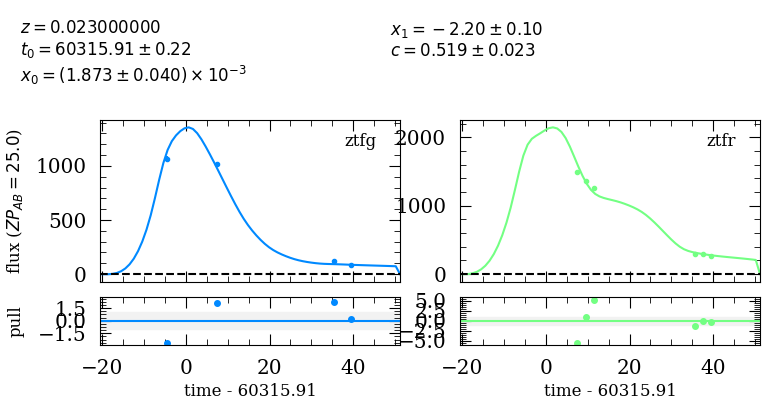 z = 0.023000000
t₀ = 60315.91 ± 0.22
x₀ = (1.873 ± 0.040) × 10⁻³
x₁ = −2.20 ± 0.10
c = 0.519 ± 0.023
flux (ZP_AB = 25.0)
1000
500
0
ztfg
2000
1000
0
ztfr
pull
1.5
0.0
−1.5
5.0
2.5
0.0
−2.5
−5.0
−20 0 20 40
−20 0 20 40
time - 60315.91
time - 60315.91